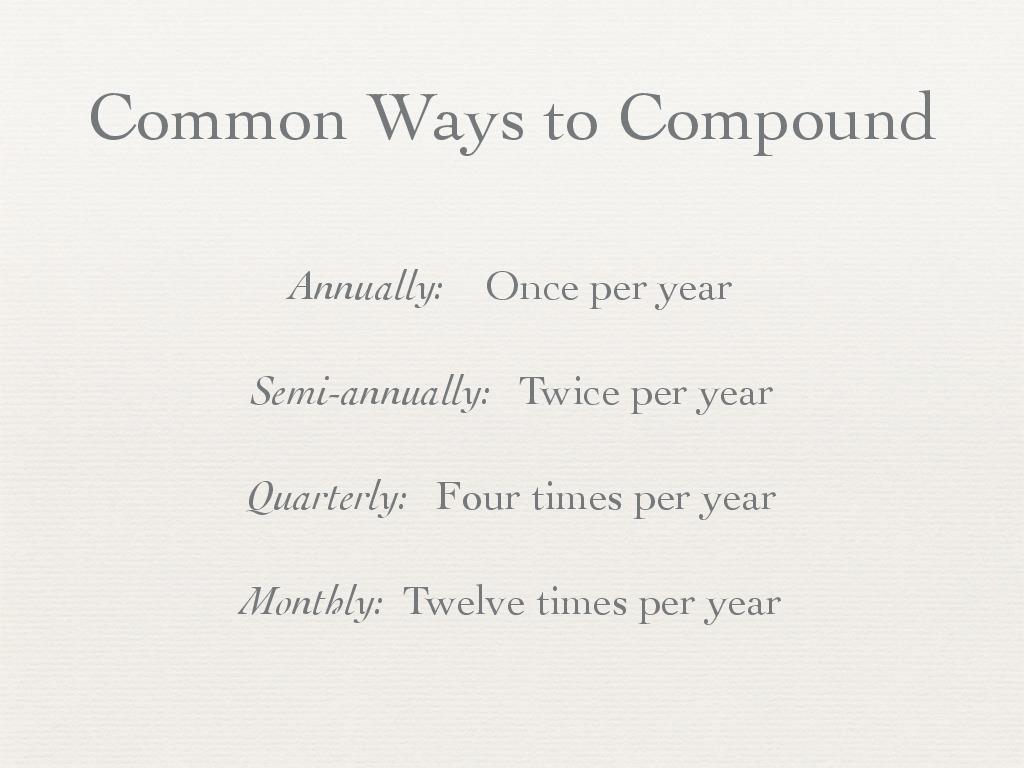 Common Ways to Compound
Annually: Once per year
Semi-annually: Twice per year
Quarterly: Four times per year
Monthly: Twelve times per year